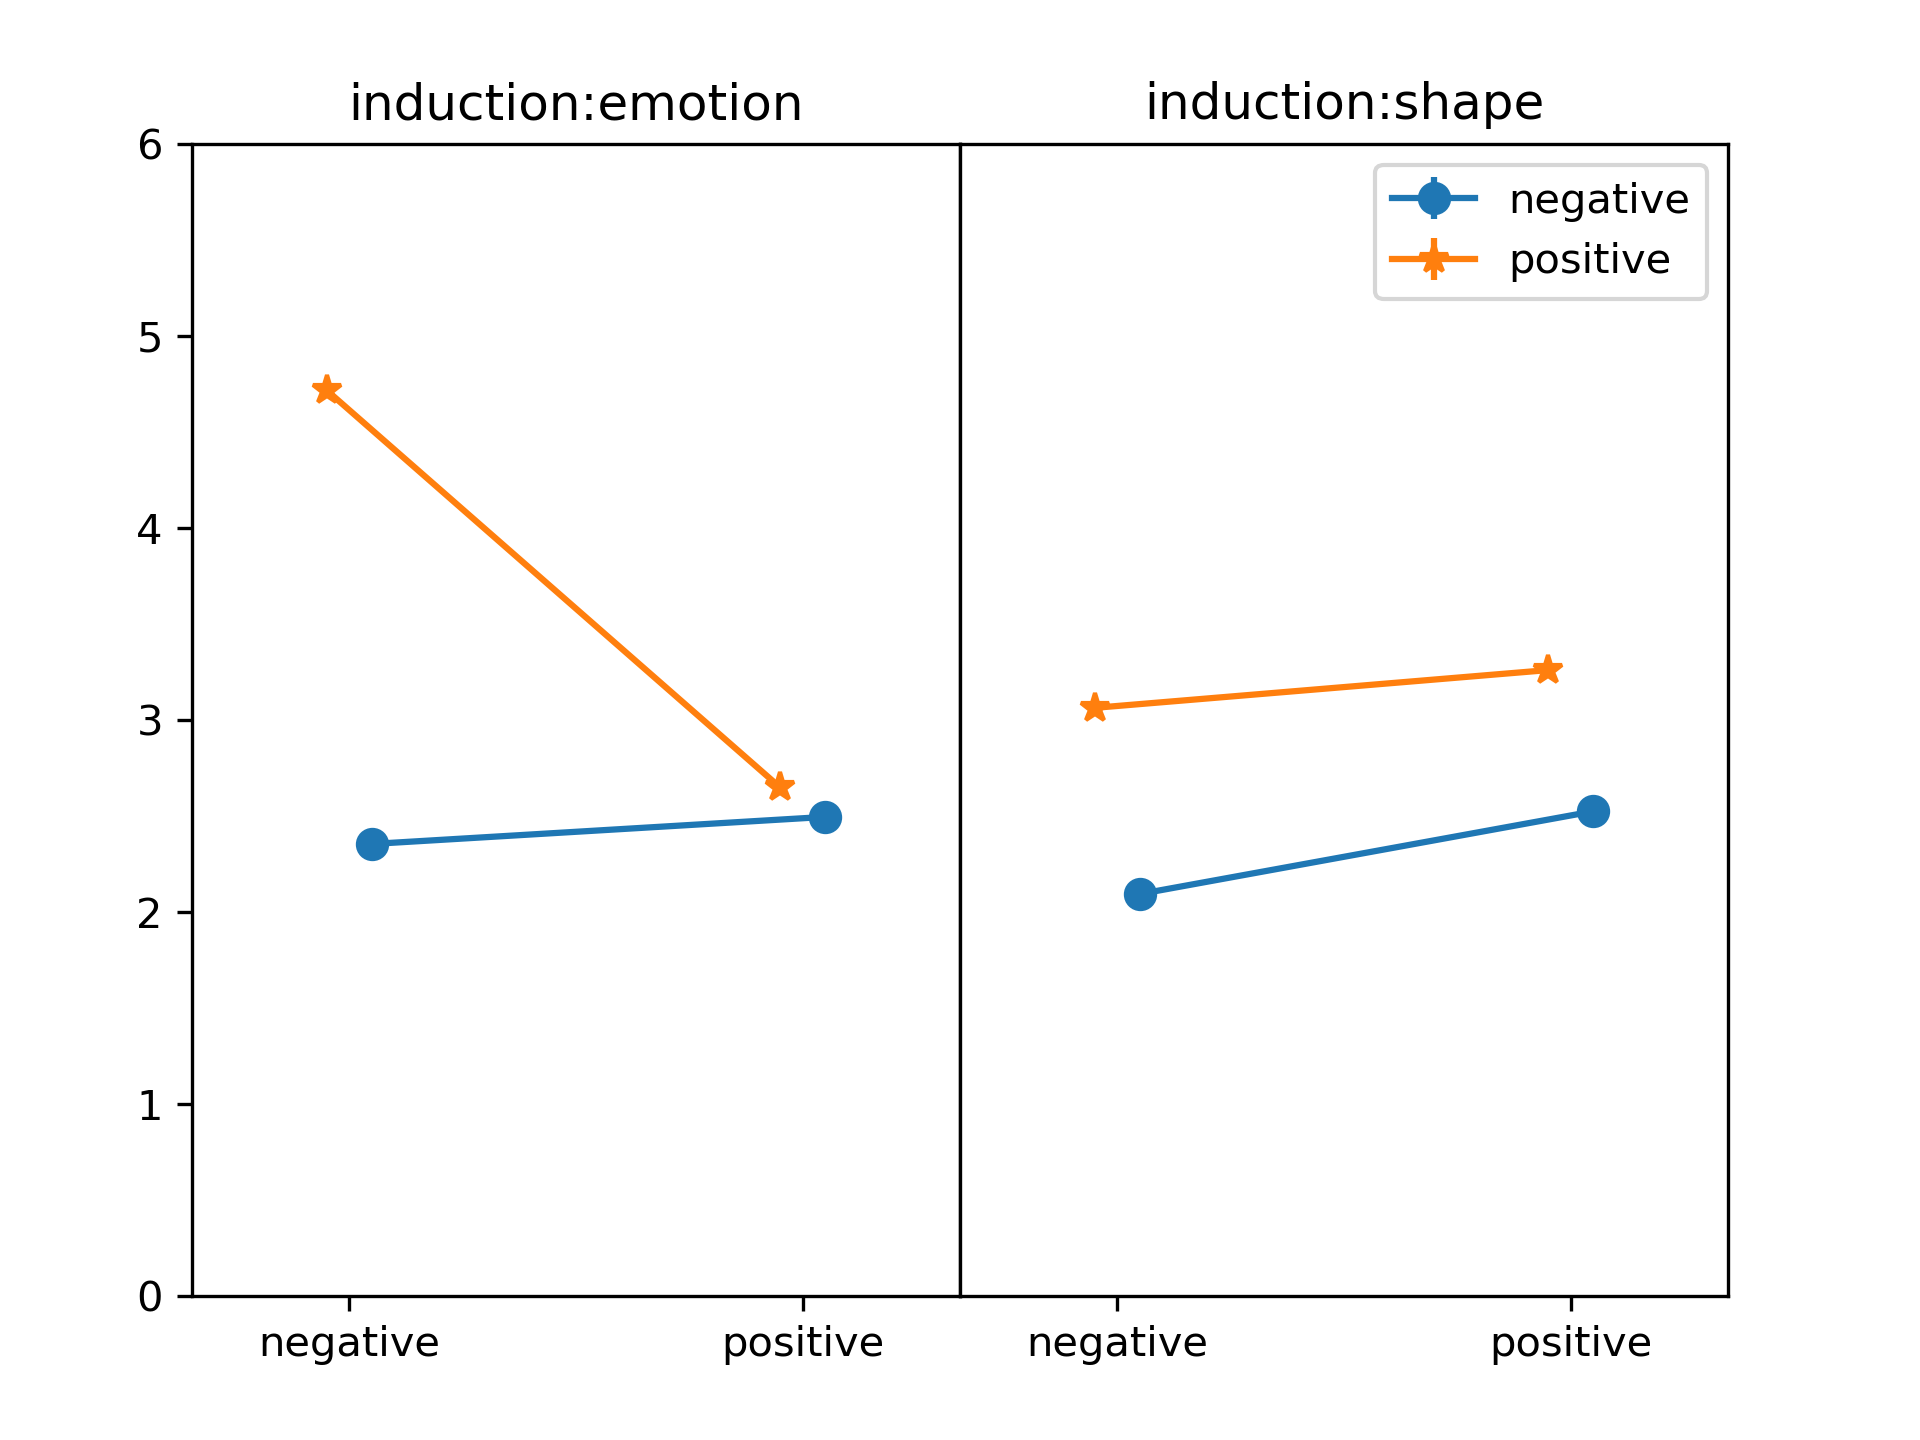 induction:emotion
induction:shape
6
5
4
3
2
1
0
negative
positive
negative
positive
negative
positive